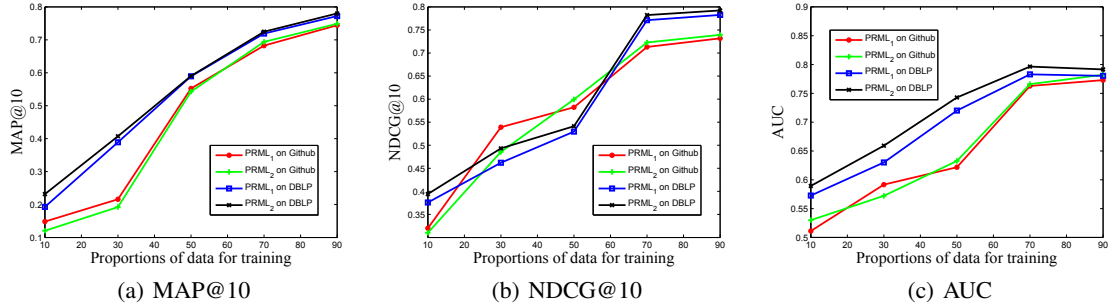 0.8
0.7
0.6
0.5
0.4
0.3
0.2
0.1
MAP@10
10 20 30 40 50 60 70 80 90
Proportions of data for training
PRML1 on Github
PRML2 on Github
PRML1 on DBLP
PRML2 on DBLP
(a) MAP@10
0.8
0.75
0.7
0.65
0.6
0.55
0.5
0.45
0.4
0.35
NDCG@10
10 20 30 40 50 60 70 80 90
Proportions of data for training
PRML1 on Github
PRML2 on Github
PRML1 on DBLP
PRML2 on DBLP
(b) NDCG@10
0.9
0.85
0.8
0.75
0.7
0.65
0.6
0.55
0.5
AUC
10 20 30 40 50 60 70 80 90
Proportions of data for training
PRML1 on Github
PRML2 on Github
PRML1 on DBLP
PRML2 on DBLP
(c) AUC